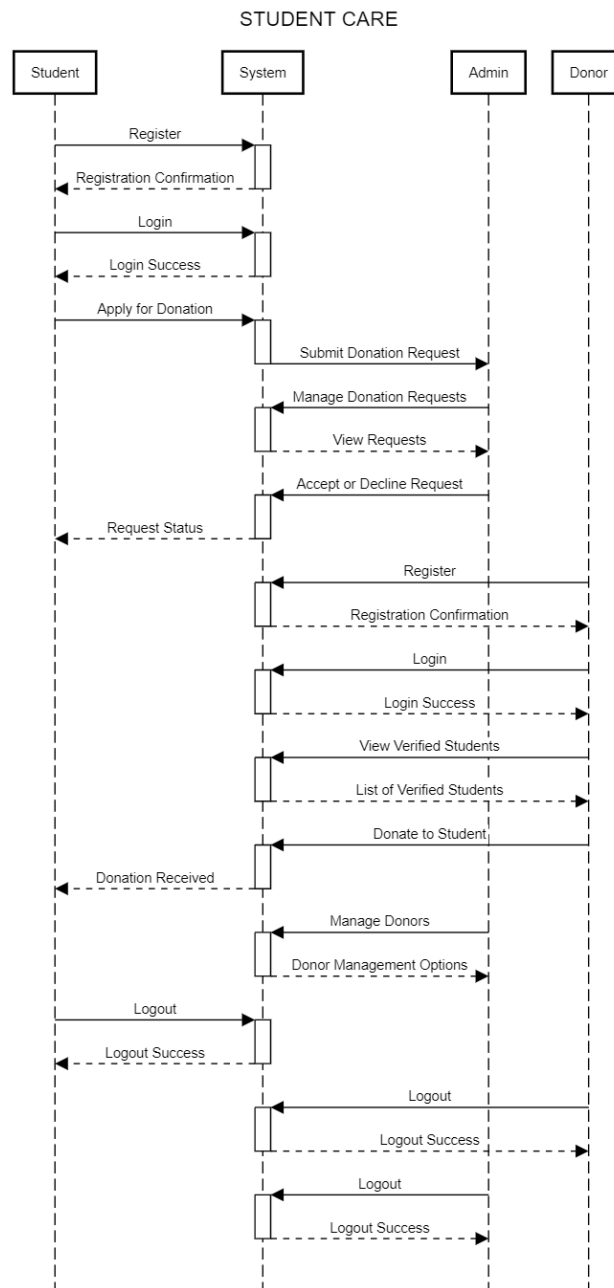 STUDENT CARE
Student
System
Admin
Donor
Register
Registration Confirmation
Login
Login Success
Apply for Donation
Submit Donation Request
Manage Donation Requests
View Requests
Accept or Decline Request
Request Status
Register
Registration Confirmation
Login
Login Success
View Verified Students
List of Verified Students
Donate to Student
Donation Received
Manage Donors
Donor Management Options
Logout
Logout Success
Logout
Logout Success
Logout
Logout Success